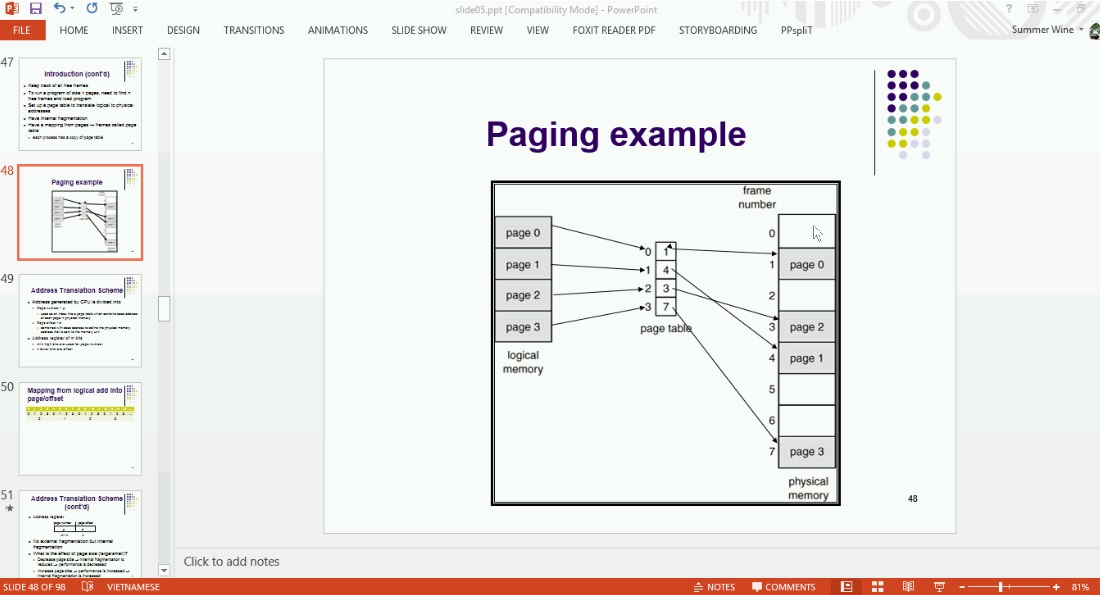 slide05.ppt [Compatibility Mode] - PowerPoint
FILE HOME INSERT DESIGN TRANSITIONS ANIMATIONS SLIDE SHOW REVIEW VIEW FOXIT READER PDF STORYBOARDING PPspliT Summer Wine
47
Introduction (cont'd)
Keep track of all free frames
To run a program of size n pages, need to find n
free frames and load program
Set up a page table to translate logical to physical
addresses
Have internal fragmentation
Have a mapping from pages → frames called page
table
each process has a copy of page table
48
Paging example
49
Address Translation Scheme
Address generated by CPU is divided into
50
Mapping from logical add into
page/offset
51
Address Translation Scheme
(cont'd)
Address register
No external fragmentation but internal
fragmentation
What is the effect of page size (large/small)?
Paging example
frame
number
page 0
page 1
page 2
page 3
logical
memory
0 1
1 4
2 3
3 7
page table
0
1 page 0
2
3 page 2
4 page 1
5
6
7 page 3
physical
memory
48
Click to add notes
SLIDE 48 OF 98 VIETNAMESE NOTES COMMENTS 81%